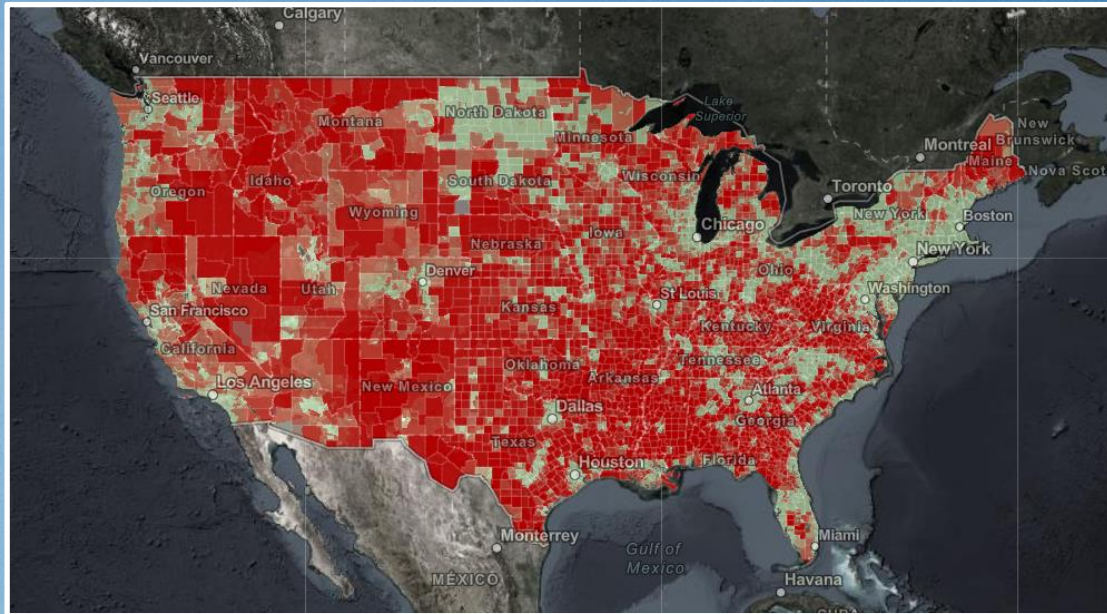 Calgary
Vancouver
Seattle
Montana
North Dakota
Minnesota
Lake
Superior
Montreal
New
Brunswick
Maine
Nova Scot
Oregon
Idaho
South Dakota
Wisconsin
Toronto
Wyoming
New York
Boston
Chicago
Nebraska
Iowa
New York
Nevada
Utah
Denver
Ohio
Washington
San Francisco
Kansas
St Louis
Kentucky
Virginia
California
Oklahoma
Tennessee
Los Angeles
New Mexico
Arkansas
Atlanta
Dallas
Georgia
Texas
Houston
Florida
Monterrey
Gulf of
Mexico
Miami
MÉXICO
Havana
CUBA